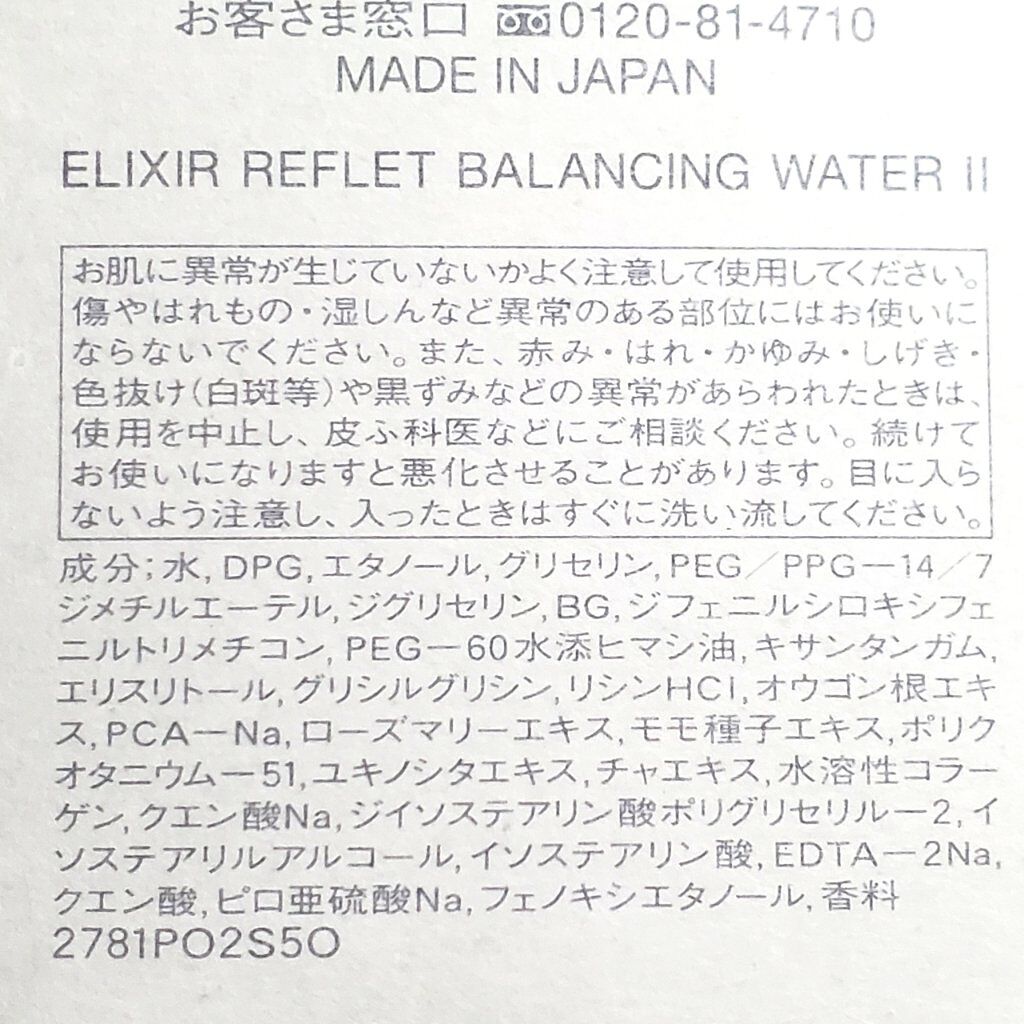 お客さま窓口 0120-81-4710
MADE IN JAPAN
ELIXIR REFLET BALANCING WATER II
お肌に異常が生じていないかよく注意して使用してください。
傷やはれもの・湿しんなど異常のある部位にはお使いに
ならないでください。また、赤み・はれ・かゆみ・しげき・
色抜け(白斑等)や黒ずみなどの異常があらわれたときは、
使用を中止し、皮ふ科医などにご相談ください。続けて
お使いになりますと悪化させることがあります。目に入ら
ないよう注意し、入ったときはすぐに洗い流してください。
成分;水,DPG,エタノール,グリセリン,PEG/PPG-14/7
ジメチルエーテル,ジグリセリン,BG,ジフェニルシロキシフェ
ニルトリメチコン,PEG-60水添ヒマシ油,キサンタンガム,
エリスリトール,グリシルグリシン,リシンHCl,オウゴン根エキ
ス,PCA-Na,ローズマリーエキス,モモ種子エキス,ポリク
オタニウム-51,ユキノシタエキス,チャエキス,水溶性コラー
ゲン,クエン酸Na,ジイソステアリン酸ポリグリセリル-2,イ
ソステアリルアルコール,イソステアリン酸,EDTA-2Na,
クエン酸,ピロ亜硫酸Na,フェノキシエタノール,香料
2781PO2S5O